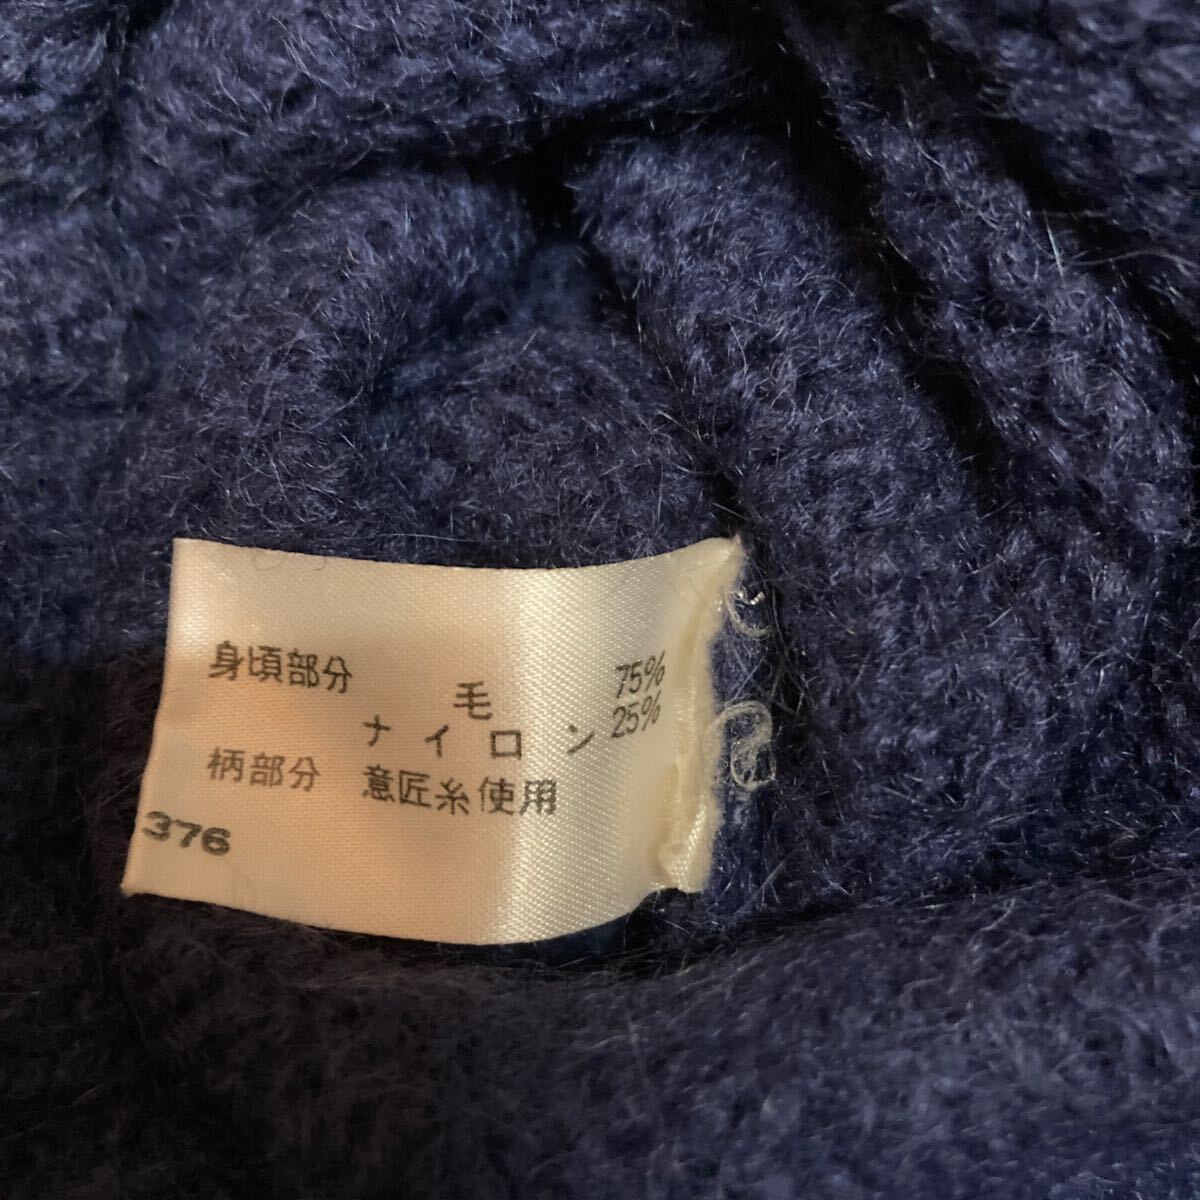 身頃部分 毛 75%
ナイロン 25%
柄部分 意匠糸使用
376